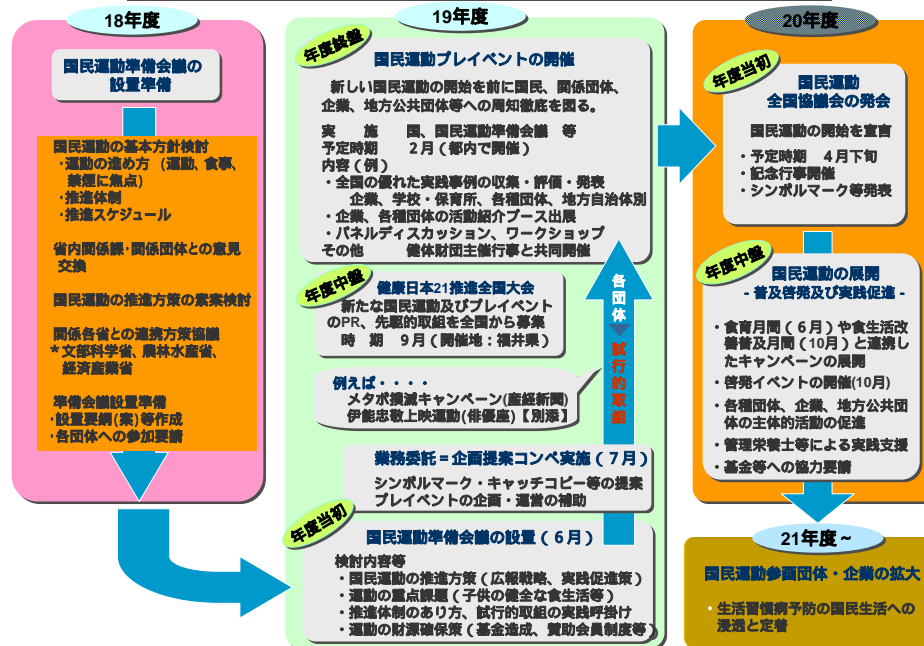 18年度
国民運動準備会議の
設置準備
国民運動の基本方針検討
・運動の進め方（運動、食事、
禁煙に焦点）
・推進体制
・推進スケジュール
省内関係課・関係団体との意見
交換
国民運動の推進方策の素案検討
関係各省との連携方策協議
＊文部科学省、農林水産省、
経済産業省
準備会議設置準備
・設置要綱(案)等作成
・各団体への参加要請
19年度
年度終盤
国民運動プレイベントの開催
新しい国民運動の開始を前に国民、関係団体、
企業、地方公共団体等への周知徹底を図る。
実　施　国、国民運動準備会議　等
予定時期　２月（都内で開催）
内容（例）
・全国の優れた実践事例の収集・評価・発表
企業、学校・保育所、各種団体、地方自治体別
・企業、各種団体の活動紹介ブース出展
・パネルディスカッション、ワークショップ
その他　健体財団主催行事と共同開催
年度中盤
健康日本21推進全国大会
新たな国民運動及びプレイベント
のPR、先駆的取組を全国から募集
時　期　９月（開催地：福井県）
各団体
試行的取組
例えば・・・・
メタボ撲滅キャンペーン(産経新聞)
伊能忠敬上映運動(俳優座)【別添】
業務委託＝企画提案コンペ実施（７月）
シンボルマーク・キャッチコピー等の提案
プレイベントの企画・運営の補助
年度当初
国民運動準備会議の設置（６月）
検討内容等
・国民運動の推進方策（広報戦略、実践促進策）
・運動の重点課題（子供の健全な食生活等）
・推進体制のあり方、試行的取組の実践呼掛け
・運動の財源確保策（基金造成、賛助会員制度等）
20年度
年度当初
国民運動
全国協議会の発会
国民運動の開始を宣言
・予定時期　４月下旬
・記念行事開催
・シンボルマーク等発表
年度中盤
国民運動の展開
- 普及啓発及び実践促進 -
・食育月間（６月）や食生活改
善普及月間（10月）と連携し
たキャンペーンの展開
・啓発イベントの開催(10月)
・各種団体、企業、地方公共団
体の主体的活動の促進
・管理栄養士等による実践支援
・基金等への協力要請
21年度～
国民運動参画団体・企業の拡大
・生活習慣病予防の国民生活への
浸透と定着